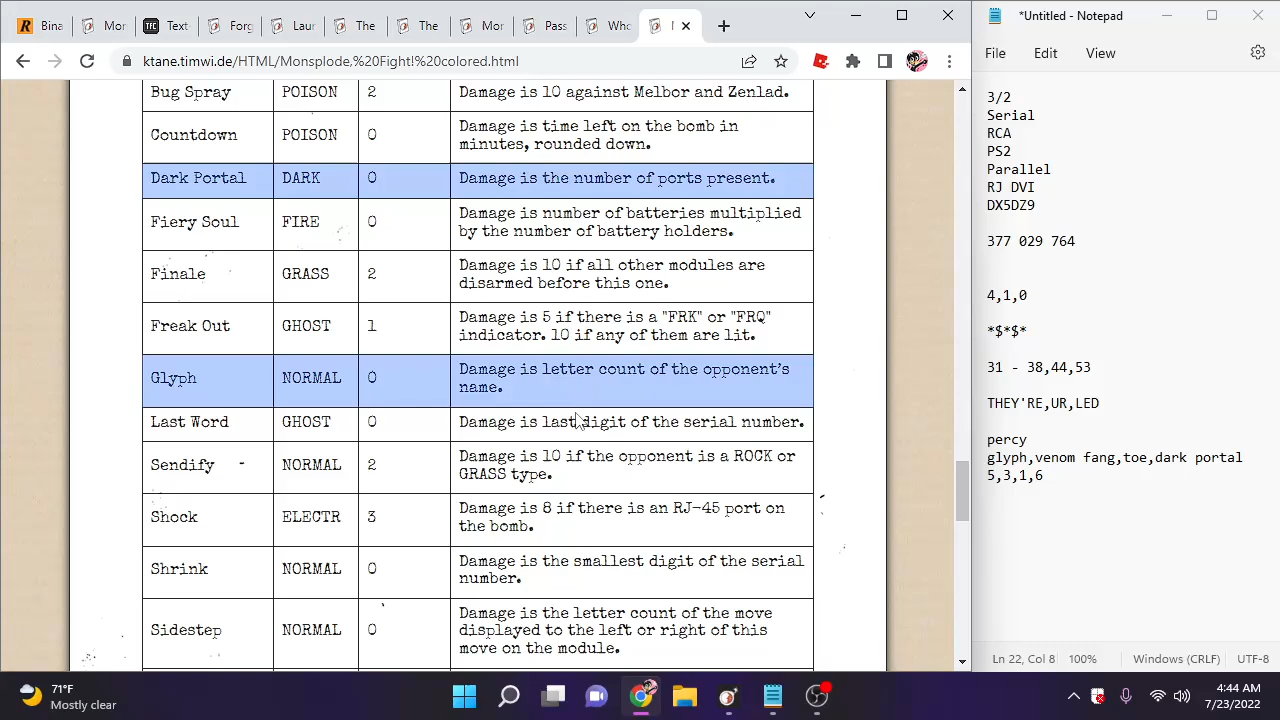 Bina
Mor
Text
Forg
Sur
The
The
Mor
B
Who
*Untitled - Notepad
ktane.timwi.de/HTML/Monsplode,%20Fight!%20colored.html
File Edit View
Bug Spray POISON 2 Damage is 10 against Melbor and Zenlad.
Countdown POISON 0 Damage is time left on the bomb in
minutes, rounded down.
Dark Portal DARK 0 Damage is the number of ports present.
Fiery Soul FIRE 0 Damage is number of batteries multiplied
by the number of battery holders.
Finale GRASS 2 Damage is 10 if all other modules are
disarmed before this one.
Freak Out GHOST 1 Damage is 5 if there is a "FRK" or "FRQ"
indicator. 10 if any of them are lit.
Glyph NORMAL 0 Damage is letter count of the opponent's
name.
Last Word GHOST 0 Damage is last digit of the serial number.
Sendify NORMAL 2 Damage is 10 if the opponent is a ROCK or
GRASS type.
Shock ELECTR 3 Damage is 8 if there is an RJ-45 port on
the bomb.
Shrink NORMAL 0 Damage is the smallest digit of the serial
number.
Sidestep NORMAL 0 Damage is the letter count of the move
displayed to the left or right of this
move on the module.
3/2
Serial
RCA
PS2
Parallel
RJ DVI
DX5DZ9
377 029 764
4,1,0
*$*$*
31 - 38,44,53
THEY'RE,UR,LED
percy
glyph,venom fang,toe,dark portal
5,3,1,6
Ln 22, Col 8 100% Windows (CRLF) UTF-8
71°F
Mostly clear
4:44 AM
7/23/2022